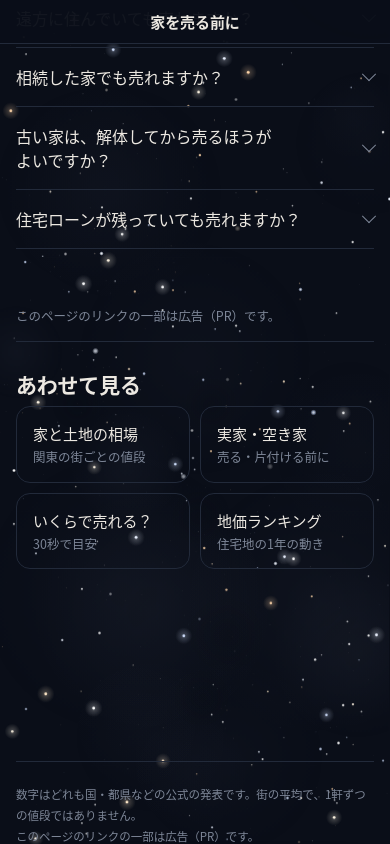 家を売る前に
相続した家でも売れますか？
古い家は、解体してから売るほうが
よいですか？
住宅ローンが残っていても売れますか？
このページのリンクの一部は広告（PR）です。
あわせて見る
家と土地の相場
関東の街ごとの値段
実家・空き家
売る・片付ける前に
いくらで売れる？
30秒で目安
地価ランキング
住宅地の1年の動き
数字はどれも国・都県などの公式の発表です。街の平均で、1軒ずつ
の値段ではありません。
このページのリンクの一部は広告（PR）です。